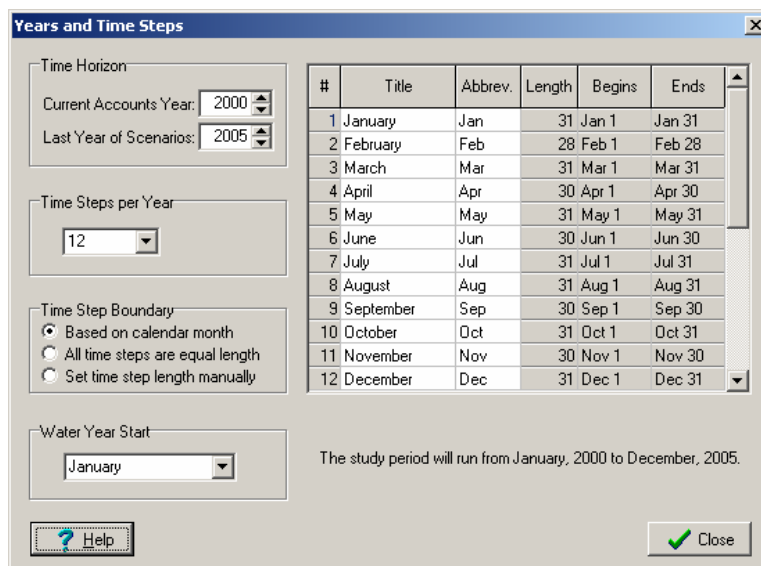 Years and Time Steps
Time Horizon
Current Accounts Year: 2000
Last Year of Scenarios: 2005
Time Steps per Year
12
Time Step Boundary
Based on calendar month
All time steps are equal length
Set time step length manually
Water Year Start
January
# Title Abbrev. Length Begins Ends
1 January Jan 31 Jan 1 Jan 31
2 February Feb 28 Feb 1 Feb 28
3 March Mar 31 Mar 1 Mar 31
4 April Apr 30 Apr 1 Apr 30
5 May May 31 May 1 May 31
6 June Jun 30 Jun 1 Jun 30
7 July Jul 31 Jul 1 Jul 31
8 August Aug 31 Aug 1 Aug 31
9 September Sep 30 Sep 1 Sep 30
10 October Oct 31 Oct 1 Oct 31
11 November Nov 30 Nov 1 Nov 30
12 December Dec 31 Dec 1 Dec 31
The study period will run from January, 2000 to December, 2005.
? Help
Close